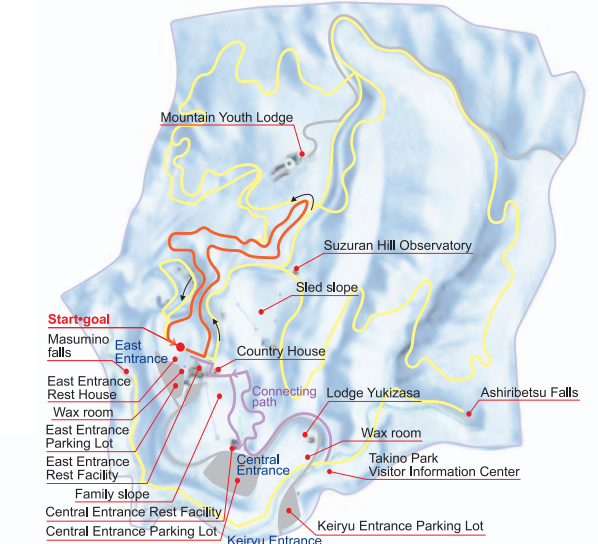 Mountain Youth Lodge
Suzuran Hill Observatory
Sled slope
Start•goal
Masumino
falls
East
Entrance
Country House
East Entrance
Rest House
Wax room
East Entrance
Parking Lot
East Entrance
Rest Facility
Family slope
Central Entrance Rest Facility
Central Entrance Parking Lot
Connecting
path
Lodge Yukizasa
Ashiribetsu Falls
Wax room
Central
Entrance
Takino Park
Visitor Information Center
Keiryu Entrance Parking Lot
Keiryu Entrance